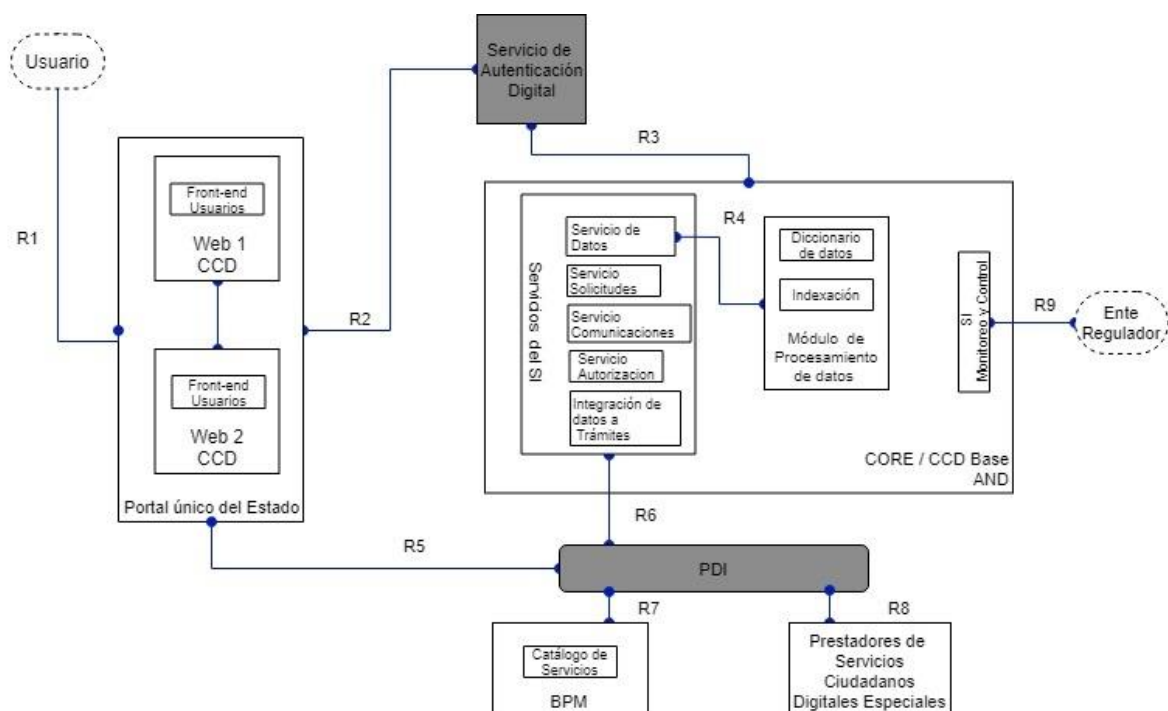 Usuario
Servicio de
Autenticación
Digital
R3
R1
Front-end
Usuarios
Web 1
CCD
R2
Front-end
Usuarios
Web 2
CCD
Portal único del Estado
Servidos del SI
Servicio de
Datos
Servicio
Solicitudes
Servicio
Comunicaciones
Servicio
Autorizacion
Integración de
datos a
Trámites
R4
Diccionario
de datos
Indexación
Módulo de
Procesamiento
de datos
SI
Monitoreo y Control
R9
Ente
Regulador
CORE / CCD Base
AND
R6
R5
PDI
R7
R8
Catálogo de
Servicios
BPM
Prestadores de
Servicios
Ciudadanos
Digitales Especiales